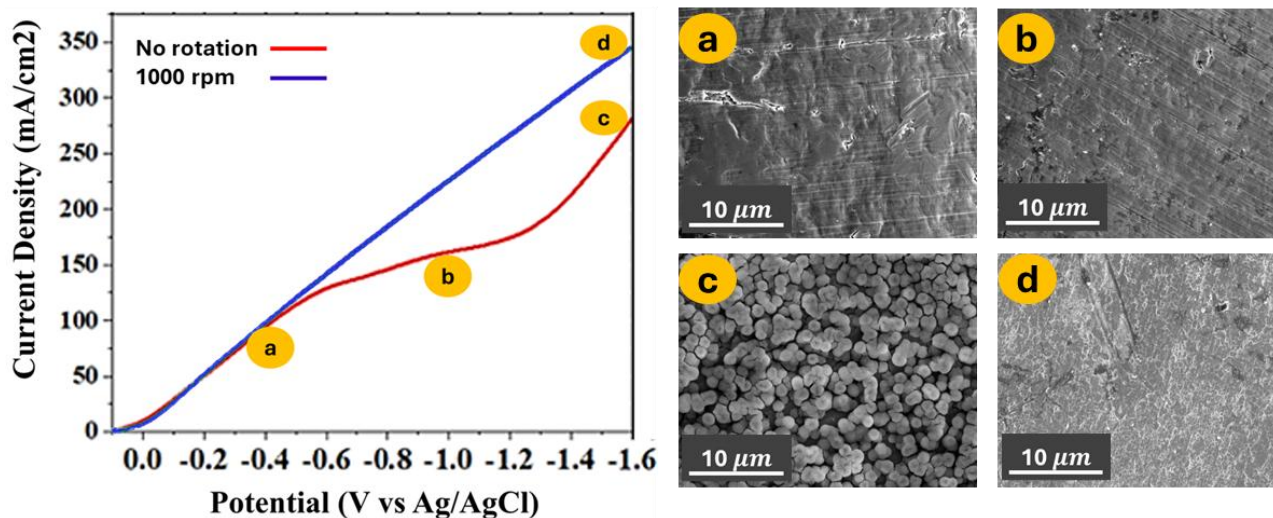 350
300
250
200
150
100
50
0
Current Density (mA/cm2)
No rotation
1000 rpm
a
b
c
d
0.0 -0.2 -0.4 -0.6 -0.8 -1.0 -1.2 -1.4 -1.6
Potential (V vs Ag/AgCl)
a
10 μm
b
10 μm
c
10 μm
d
10 μm